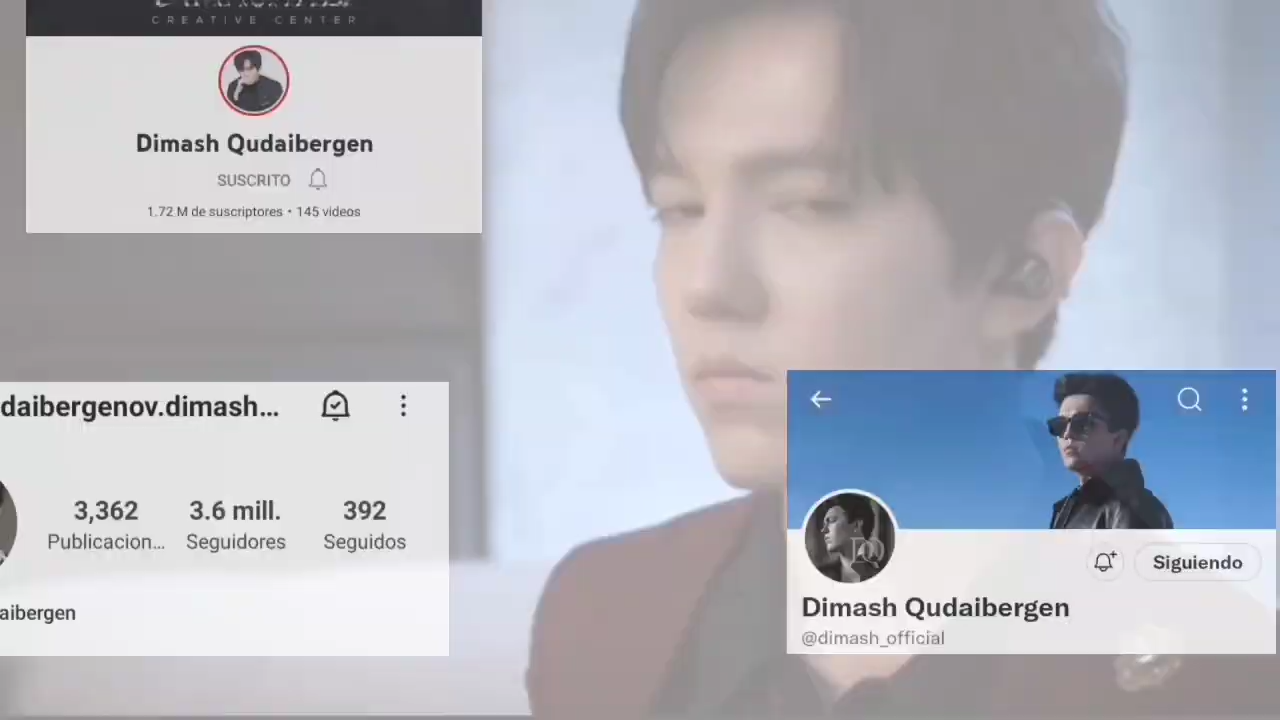 CREATIVE CENTER
Dimash Qudaibergen
SUSCRITO
1.72 M de suscriptores • 145 videos
daibergenov.dimash...
3,362 3.6 mill. 392
Publicacion... Seguidores Seguidos
aibergen
DQ
Siguiendo
Dimash Qudaibergen
@dimash_official